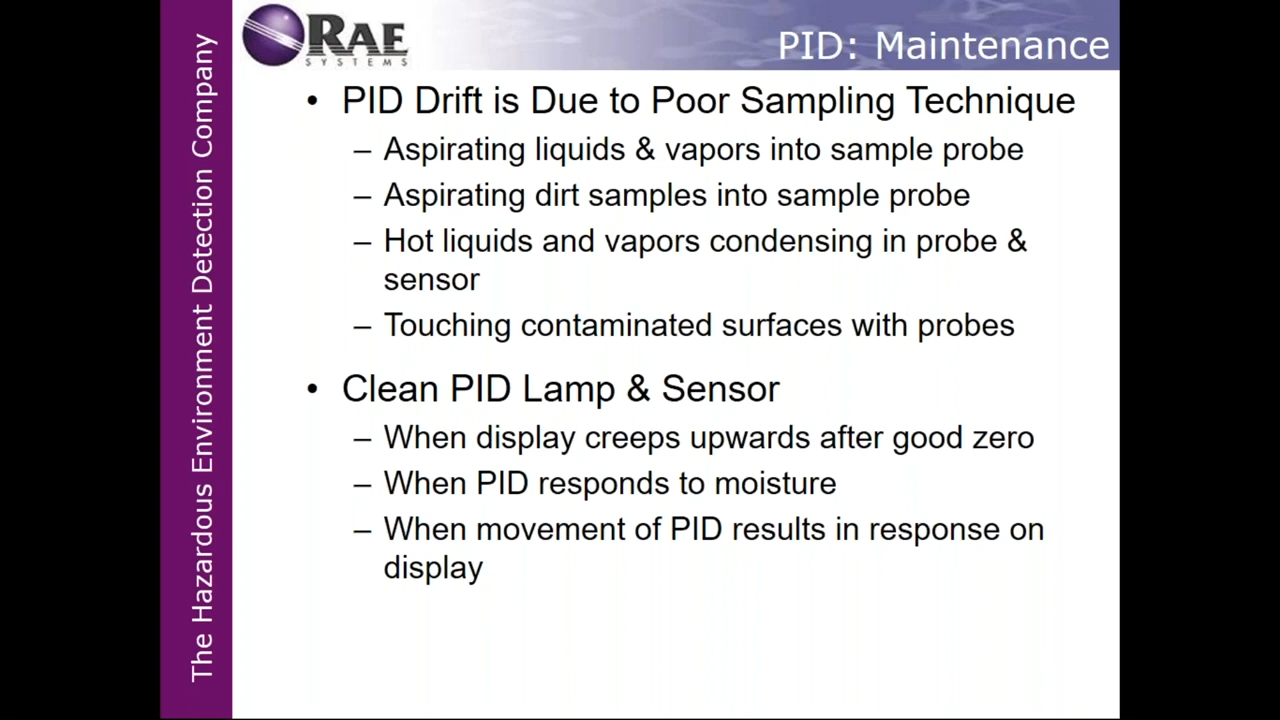 RAE
SYSTEMS
PID: Maintenance
The Hazardous Environment Detection Company
• PID Drift is Due to Poor Sampling Technique
– Aspirating liquids & vapors into sample probe
– Aspirating dirt samples into sample probe
– Hot liquids and vapors condensing in probe &
sensor
– Touching contaminated surfaces with probes
• Clean PID Lamp & Sensor
– When display creeps upwards after good zero
– When PID responds to moisture
– When movement of PID results in response on
display